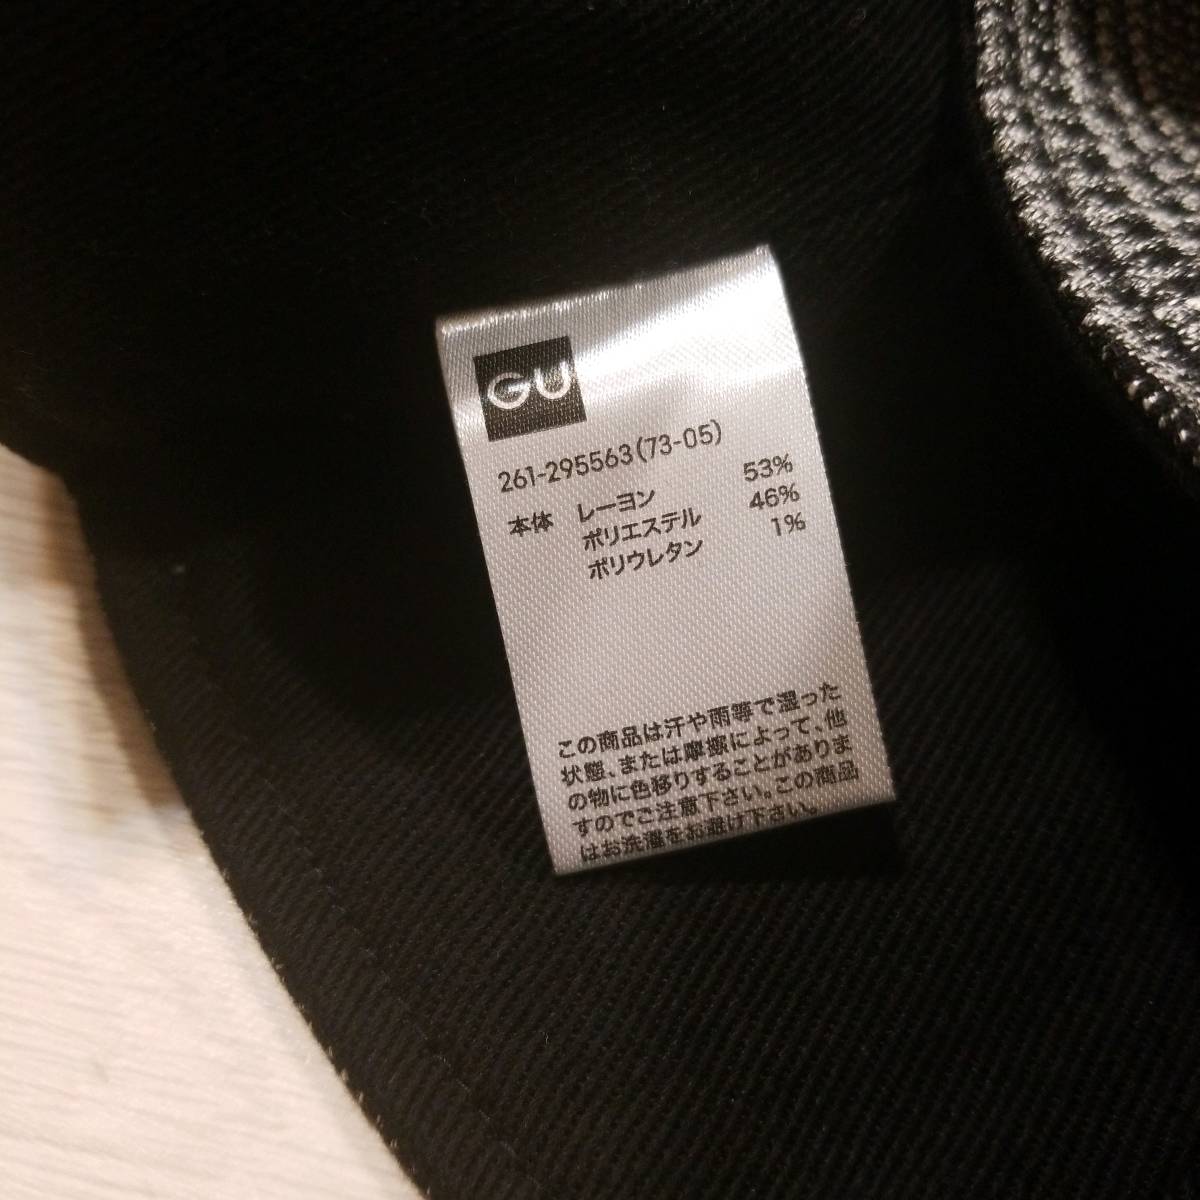 GU
261-295563(73-05)
本体 レーヨン 53%
ポリエステル 46%
ポリウレタン 1%
この商品は汗や雨等で湿った
状態、または摩擦によって、他
の物に色移りすることがありま
すのでご注意下さい。この商品
はお洗濯をお避け下さい。